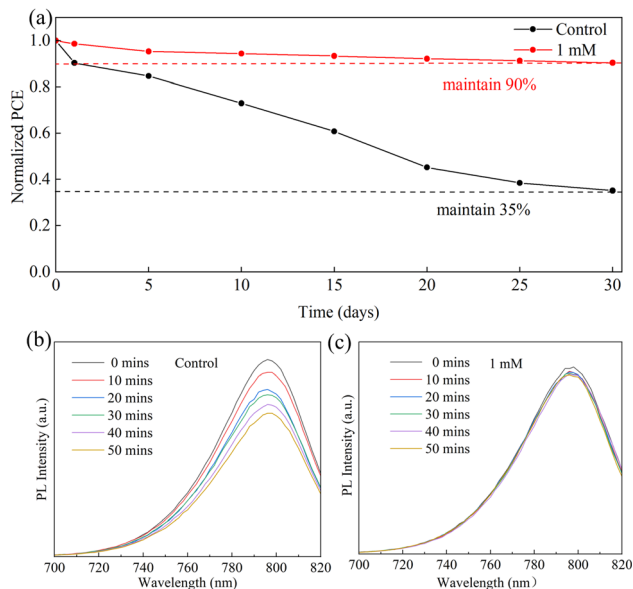 (a)
Control
1 mM
1.0
0.8
0.6
0.4
0.2
0.0
Normalized PCE
maintain 90%
maintain 35%
0 5 10 15 20 25 30
Time (days)
(b)
Control
0 mins
10 mins
20 mins
30 mins
40 mins
50 mins
PL Intensity (a.u.)
700 720 740 760 780 800 820
Wavelength (nm)
(c)
1 mM
0 mins
10 mins
20 mins
30 mins
40 mins
50 mins
PL Intensity (a.u.)
700 720 740 760 780 800 820
Wavelength (nm）